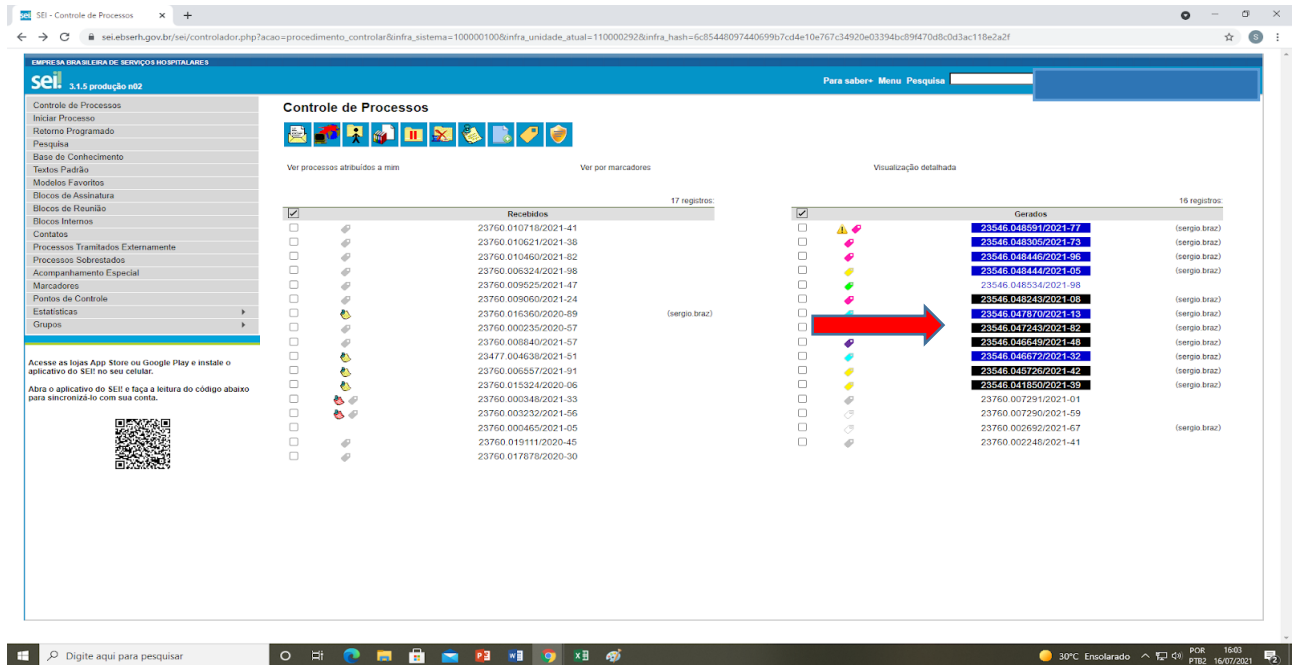 SEI - Controle de Processos
sei.ebserh.gov.br/sei/controlador.php?acao=procedimento_controlar&infra_sistema=100000100&infra_unidade_atual=110000292&infra_hash=6c85448097440699b7cd4e10e767c34920e03394bc89f470d8c0d3ac118e2a2f
EMPRESA BRASILEIRA DE SERVIÇOS HOSPITALARES
sei! 3.1.5 produção n02
Para saber+ Menu Pesquisa
Controle de Processos
Iniciar Processo
Retorno Programado
Pesquisa
Base de Conhecimento
Textos Padrão
Modelos Favoritos
Blocos de Assinatura
Blocos de Reunião
Blocos Internos
Contatos
Processos Tramitados Externamente
Processos Sobrestados
Acompanhamento Especial
Marcadores
Pontos de Controle
Estatísticas
Grupos
Acesse as lojas App Store ou Google Play e instale o
aplicativo do SEI! no seu celular.
Abra o aplicativo do SEI! e faça a leitura do código abaixo
para sincronizá-lo com sua conta.
Controle de Processos
Ver processos atribuídos a mim Ver por marcadores Visualização detalhada
17 registros:
Recebidos
23760.010718/2021-41
23760.010621/2021-38
23760.010460/2021-82
23760.006324/2021-98
23760.009525/2021-47
23760.009060/2021-24
23760.016360/2020-89 (sergio.braz)
23760.000235/2020-57
23760.008840/2021-57
23477.004638/2021-51
23760.006557/2021-91
23760.015324/2020-06
23760.000348/2021-33
23760.003232/2021-56
23760.000465/2021-05
23760.019111/2020-45
23760.017878/2020-30
16 registros:
Gerados
23546.048591/2021-77 (sergio.braz)
23546.048305/2021-73 (sergio.braz)
23546.048446/2021-96 (sergio.braz)
23546.048444/2021-05 (sergio.braz)
23546.048534/2021-98
23546.048243/2021-08 (sergio.braz)
23546.047870/2021-13 (sergio.braz)
23546.047243/2021-82 (sergio.braz)
23546.046649/2021-48 (sergio.braz)
23546.046672/2021-32 (sergio.braz)
23546.045726/2021-42 (sergio.braz)
23546.041850/2021-39 (sergio.braz)
23760.007291/2021-01
23760.007290/2021-59
23760.002692/2021-67 (sergio.braz)
23760.002248/2021-41
Digite aqui para pesquisar
30°C Ensolarado
POR 16:03
PTB2 16/07/2021